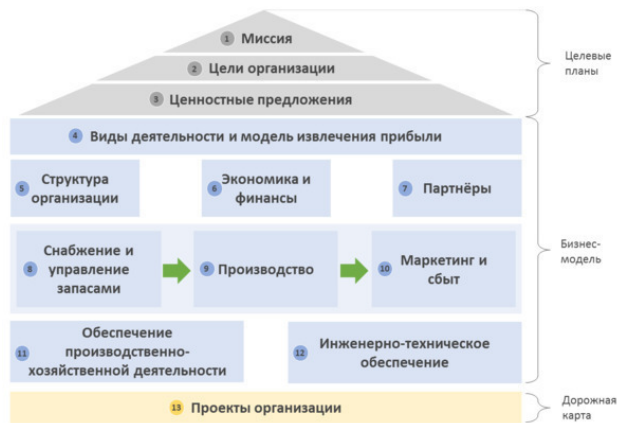 1 Миссия
2 Цели организации
3 Ценностные предложения
Целевые
планы
4 Виды деятельности и модель извлечения прибыли
5 Структура
организации
6 Экономика и
финансы
7 Партнёры
8 Снабжение и
управление
запасами
9 Производство
10 Маркетинг и
сбыт
Бизнес-
модель
11 Обеспечение
производственно-
хозяйственной деятельности
12 Инженерно-техническое
обеспечение
13 Проекты организации
Дорожная
карта